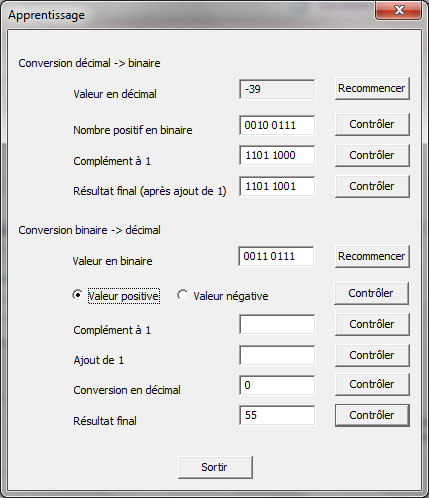 Apprentissage
Conversion décimal -> binaire
Valeur en décimal -39 Recommencer
Nombre positif en binaire 0010 0111 Contrôler
Complément à 1 1101 1000 Contrôler
Résultat final (après ajout de 1) 1101 1001 Contrôler
Conversion binaire -> décimal
Valeur en binaire 0011 0111 Recommencer
Valeur positive Valeur négative Contrôler
Complément à 1 Contrôler
Ajout de 1 Contrôler
Conversion en décimal 0 Contrôler
Résultat final 55 Contrôler
Sortir